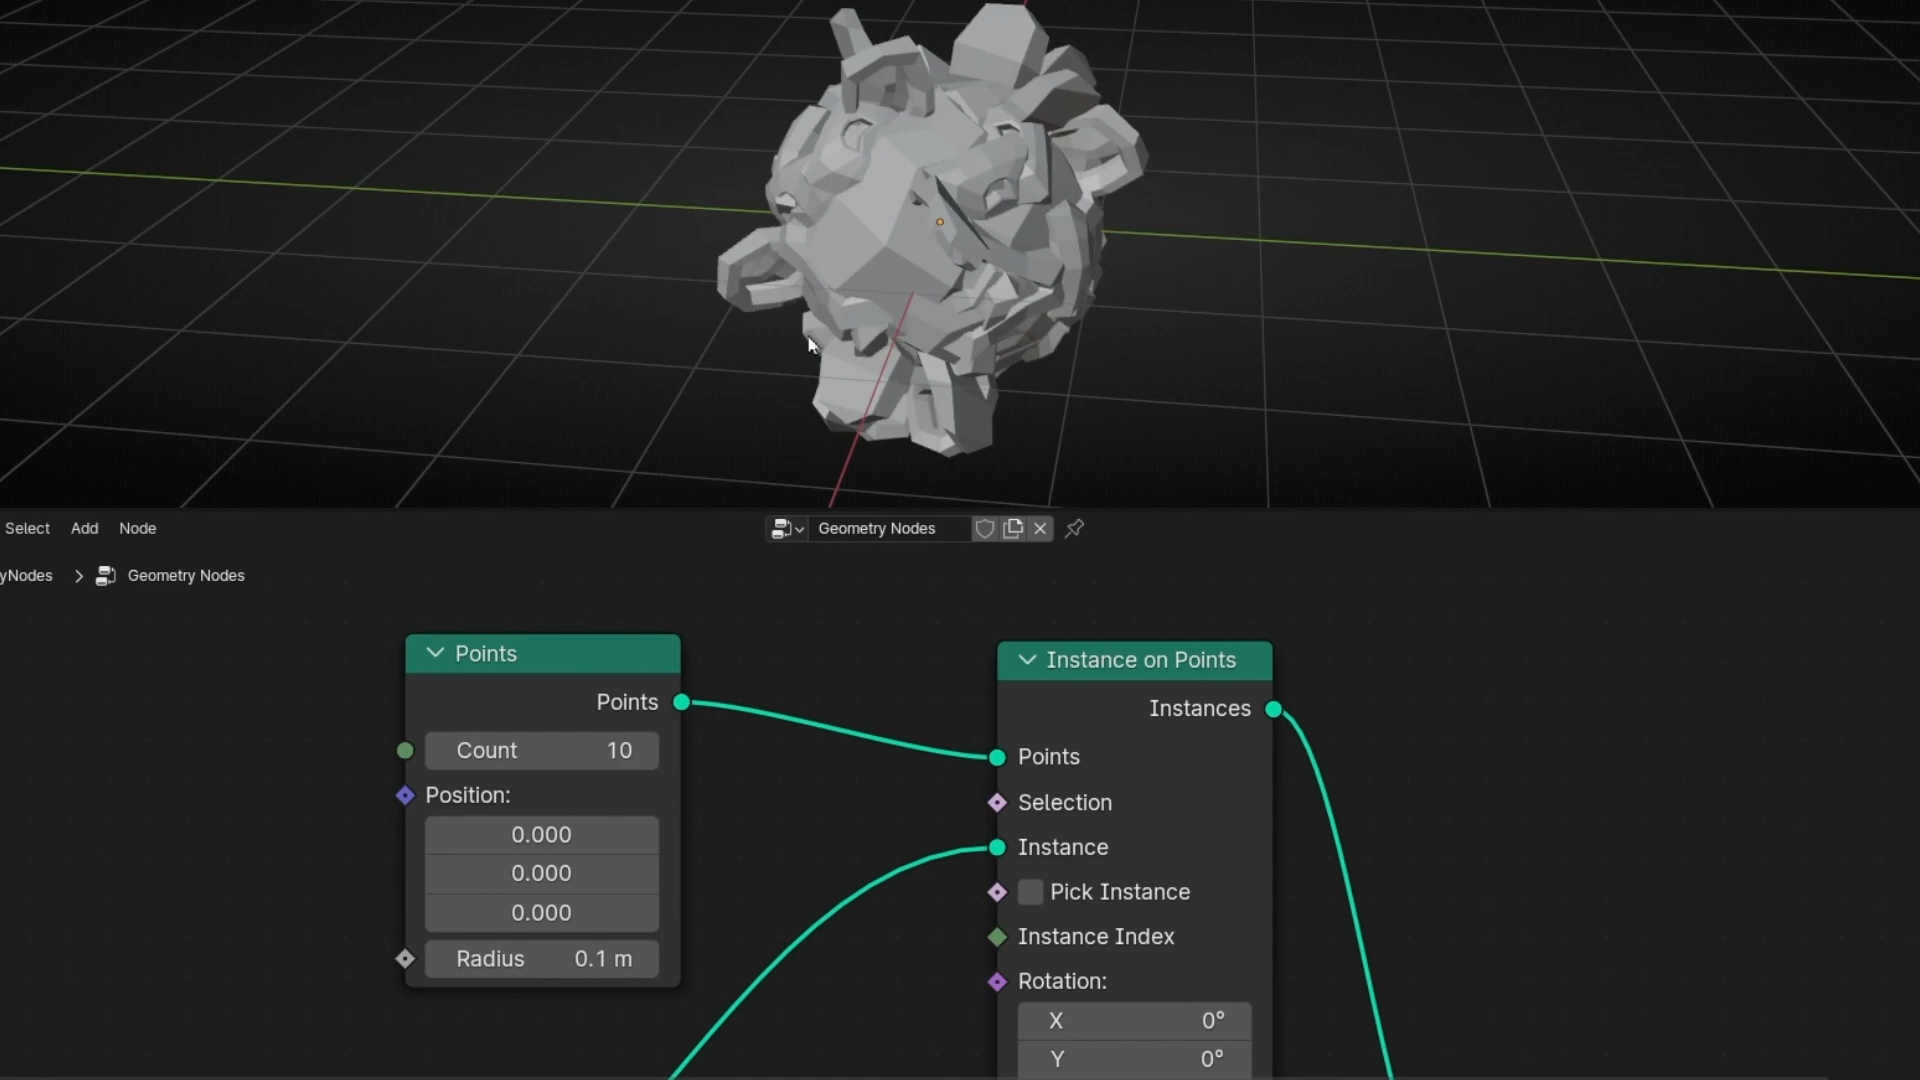 Select Add Node
Geometry Nodes
yNodes > Geometry Nodes
Points
Points
Count 10
Position:
0.000
0.000
0.000
Radius 0.1 m
Instance on Points
Instances
Points
Selection
Instance
Pick Instance
Instance Index
Rotation:
X 0°
Y 0°